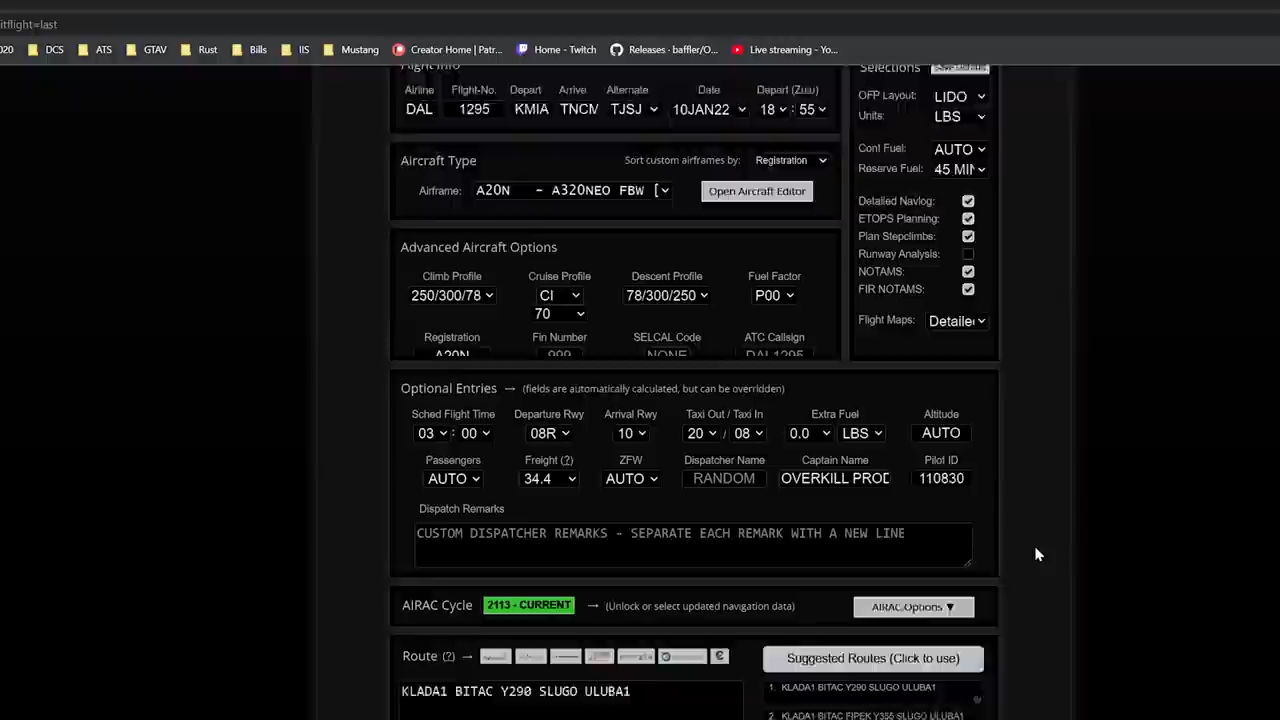 itflight=last
020 DCS ATS GTAV Rust Bills IIS Mustang Creator Home | Patr... Home - Twitch Releases · baffler/O... Live streaming - Yo...
Flight Info
Selections
Airline Flight-No. Depart Arrive Alternate Date Depart (Zulu)
DAL 1295 KMIA TNCM TJSJ 10JAN22 18 : 55
OFP Layout: LIDO
Units: LBS
Cont Fuel: AUTO
Reserve Fuel: 45 MIN
Detailed Navlog:
ETOPS Planning:
Plan Stepclimbs:
Runway Analysis:
NOTAMS:
FIR NOTAMS:
Flight Maps: Detailed
Aircraft Type Sort custom airframes by: Registration
Airframe: A20N - A320NEO FBW [ Open Aircraft Editor
Advanced Aircraft Options
Climb Profile Cruise Profile Descent Profile Fuel Factor
250/300/78 CI 78/300/250 P00
70
Registration Fin Number SELCAL Code ATC Callsign
A20N 999 NONE DAL1295
Optional Entries → (fields are automatically calculated, but can be overridden)
Sched Flight Time Departure Rwy Arrival Rwy Taxi Out / Taxi In Extra Fuel Altitude
03 : 00 08R 10 20 / 08 0.0 LBS AUTO
Passengers Freight (?) ZFW Dispatcher Name Captain Name Pilot ID
AUTO 34.4 AUTO RANDOM OVERKILL PROD 110830
Dispatch Remarks
CUSTOM DISPATCHER REMARKS - SEPARATE EACH REMARK WITH A NEW LINE
AIRAC Cycle 2113 - CURRENT → (Unlock or select updated navigation data) AIRAC Options ▼
Route (?) → Suggested Routes (Click to use)
KLADA1 BITAC Y290 SLUGO ULUBA1
1. KLADA1 BITAC Y290 SLUGO ULUBA1
2. KLADA1 BITAC FIPEK Y355 SLUGO ULUBA1